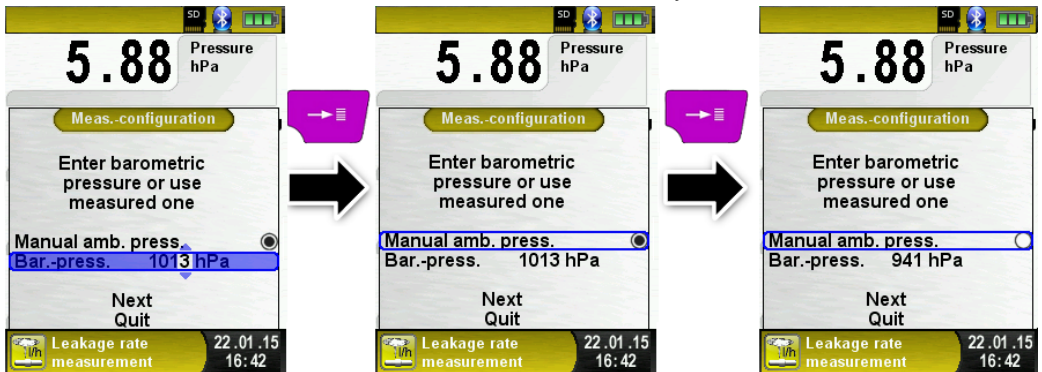 SD
5.88 Pressure
hPa
Meas.-configuration
Enter barometric
pressure or use
measured one
Manual amb. press.
Bar.-press. 1013 hPa
Next
Quit
l/h Leakage rate
measurement
22.01.15
16:42
SD
5.88 Pressure
hPa
Meas.-configuration
Enter barometric
pressure or use
measured one
Manual amb. press.
Bar.-press. 1013 hPa
Next
Quit
l/h Leakage rate
measurement
22.01.15
16:42
SD
5.88 Pressure
hPa
Meas.-configuration
Enter barometric
pressure or use
measured one
Manual amb. press.
Bar.-press. 941 hPa
Next
Quit
l/h Leakage rate
measurement
22.01.15
16:42